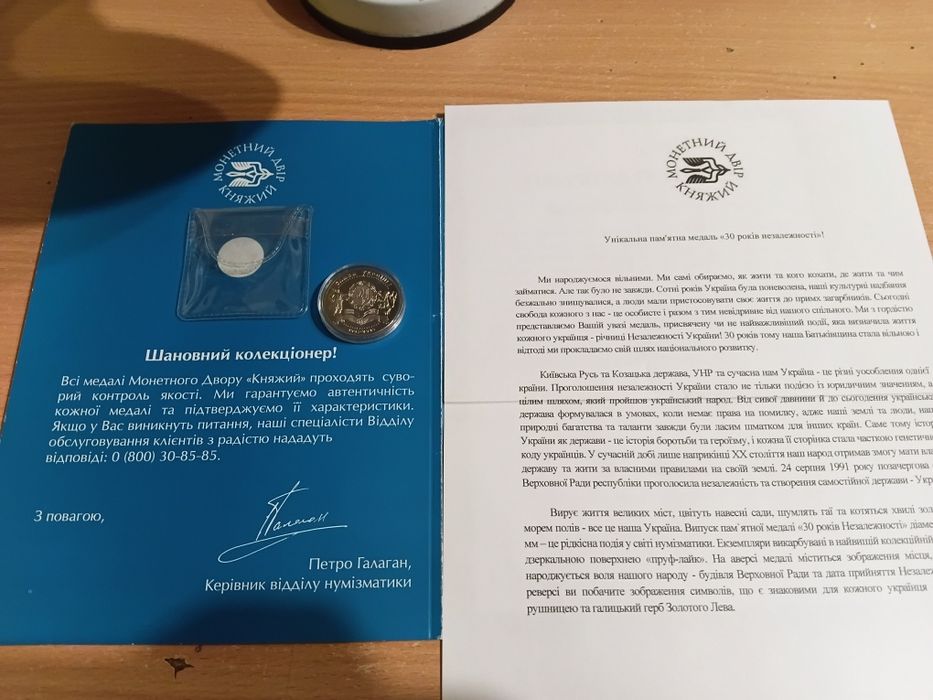 МОНЕТНИЙ ДВІР
КНЯЖИЙ
Шановний колекціонер!
Всі медалі Монетного Двору «Княжий» проходять суво-
рий контроль якості. Ми гарантуємо автентичність
кожної медалі та підтверджуємо її характеристики.
Якщо у Вас виникнуть питання, наші спеціалісти Відділу
обслуговування клієнтів з радістю нададуть
відповіді: 0 (800) 30-85-85.
З повагою,
Петро Галаган,
Керівник відділу нумізматики
МОНЕТНИЙ ДВІР
КНЯЖИЙ
Унікальна пам'ятна медаль «30 років незалежності»!
Ми народжуємося вільними. Ми самі обираємо, як жити та кого кохати, де жити та чим
займатися. Але так було не завжди. Сотні років Україна була поневолена, наші культурні надбання
безжально знищувалися, а люди мали пристосовувати своє життя до примх загарбників. Сьогодні
свобода кожного з нас - це особисте і разом з тим невідривне від нашого спільного. Ми з гордістю
представляємо Вашій увазі медаль, присвячену чи не найважливішій події, яка визначила життя
кожного українця - річниці Незалежності України! 30 років тому наша Батьківщина стала вільною і
відтоді ми прокладаємо свій шлях національного розвитку.
Київська Русь та Козацька держава, УНР та сучасна нам Україна - це різні уособлення однієї
країни. Проголошення незалежності України стало не тільки подією із юридичним значенням, а
цілим шляхом, який пройшов український народ. Від сивої давнини й до сьогодення
держава формулювалася в умовах, коли немає права на помилку, адже наші землі та люди,
природні багатства та таланти завжди були ласим шматком для інших країн. Саме тому
України як держави - це історія боротьби та героїзму, і кожна її сторінка стала часткою
коду українців. У сучасній добі лише наприкінці XX століття наш народ отримав змогу мати
державу та жити за власними правилами на своїй землі. 24 серпня 1991 року позачергова
Верховної Ради республіки проголосила незалежність та створення самостійної держави -
Вирує життя великих міст, цвітуть навесні сади, шумлять гаї та котяться хвилі
морем полів - все це наша Україна. Випуск пам`ятної медалі «30 років Незалежності»
мм – це рідкісна подія у світі нумізматики. Екземпляри викарбувані в найвищій колекційній
дзеркальною поверхнею «пруф-лайк». На аверсі медалі міститься зображення місця,
народжується воля нашого народу - будівля Верховної Ради та дата прийняття
реверсі ви побачите зображення символів, що є знаковими для кожного українця
рушницею та галицький герб Золотого Лева.